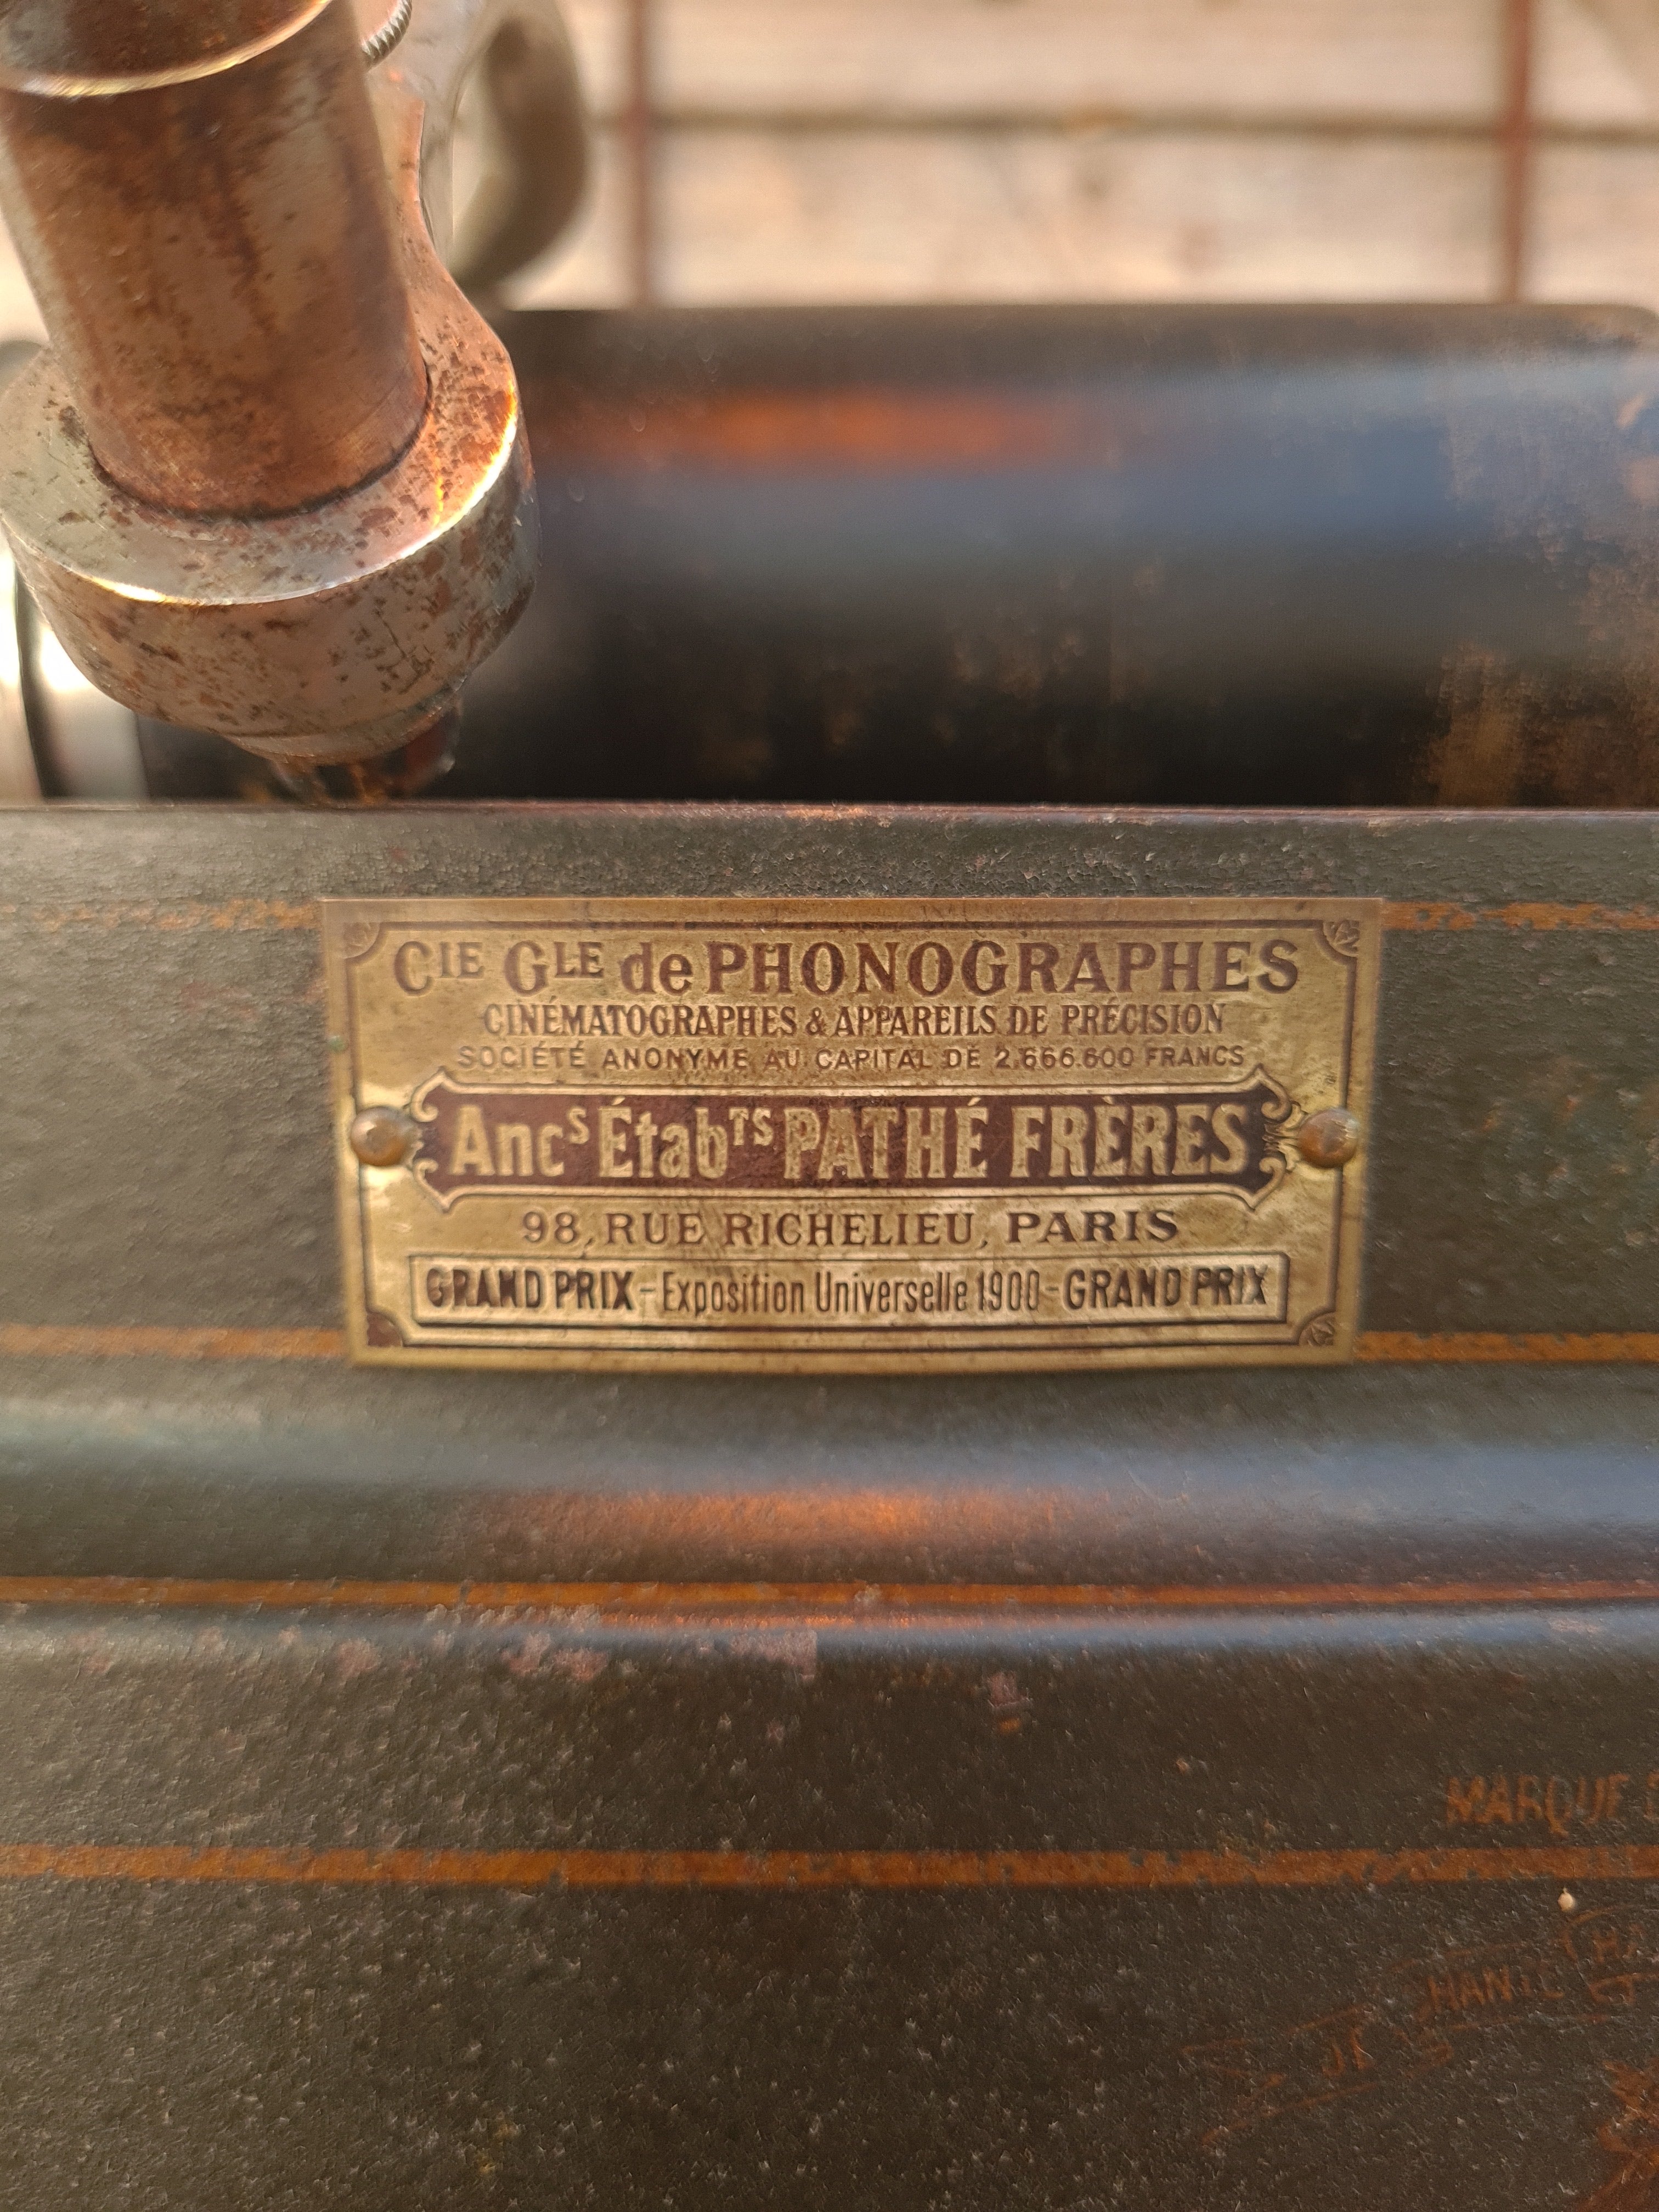 CIE GLE de PHONOGRAPHES
CINÉMATOGRAPHES & APPAREILS DE PRÉCISION
SOCIÉTÉ ANONYME AU CAPITAL DE 2.666.600 FRANCS
Ancs Étabts PATHÉ FRÈRES
98, RUE RICHELIEU, PARIS
GRAND PRIX - Exposition Universelle 1900 - GRAND PRIX
MARQUE